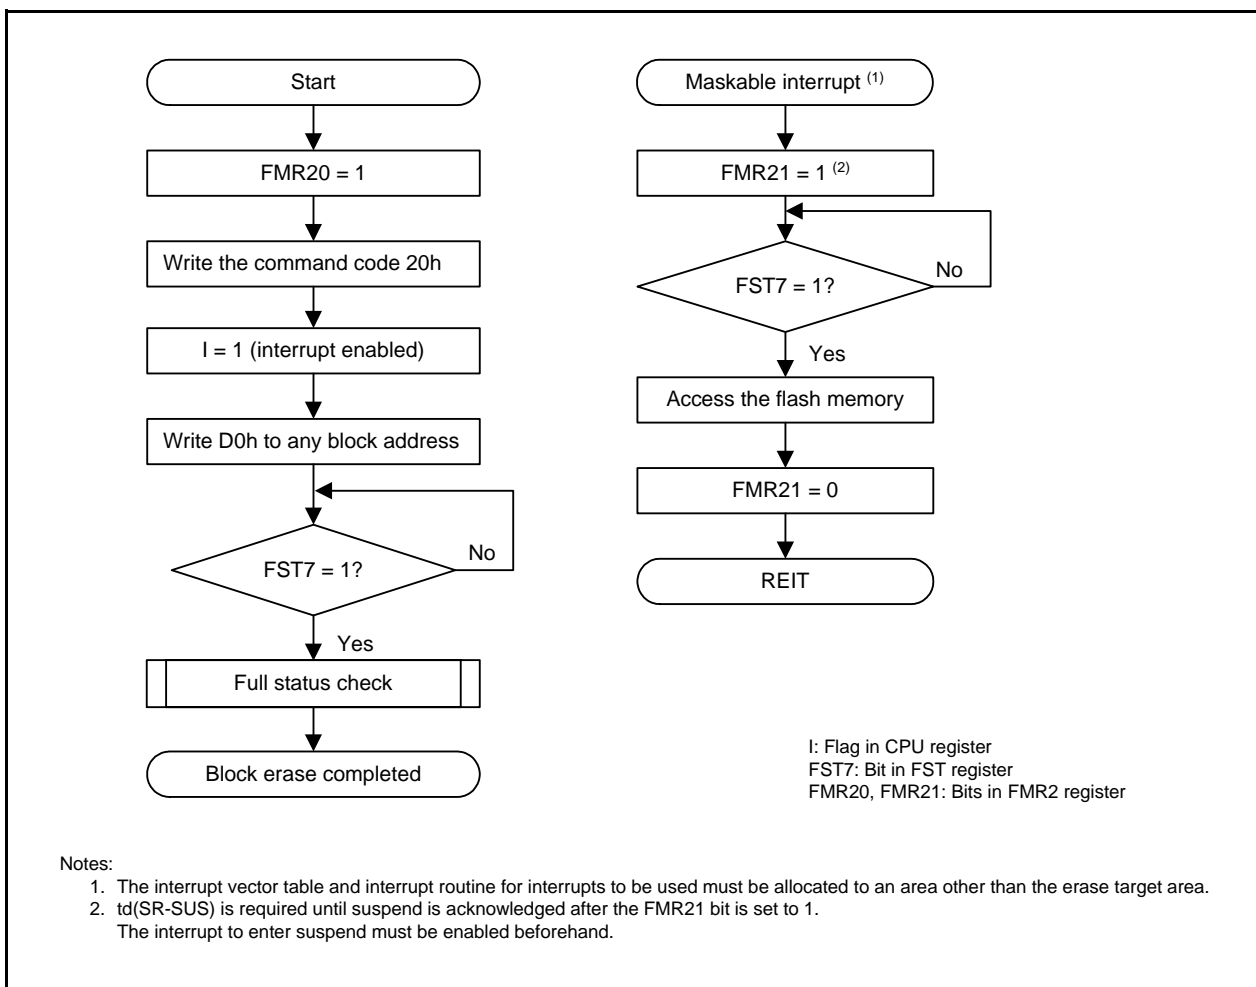 Start
FMR20 = 1
Write the command code 20h
I = 1 (interrupt enabled)
Write D0h to any block address
FST7 = 1?
No
Yes
Full status check
Block erase completed
Maskable interrupt (1)
FMR21 = 1 (2)
FST7 = 1?
No
Yes
Access the flash memory
FMR21 = 0
REIT
I: Flag in CPU register
FST7: Bit in FST register
FMR20, FMR21: Bits in FMR2 register
Notes:
1. The interrupt vector table and interrupt routine for interrupts to be used must be allocated to an area other than the erase target area.
2. td(SR-SUS) is required until suspend is acknowledged after the FMR21 bit is set to 1.
The interrupt to enter suspend must be enabled beforehand.